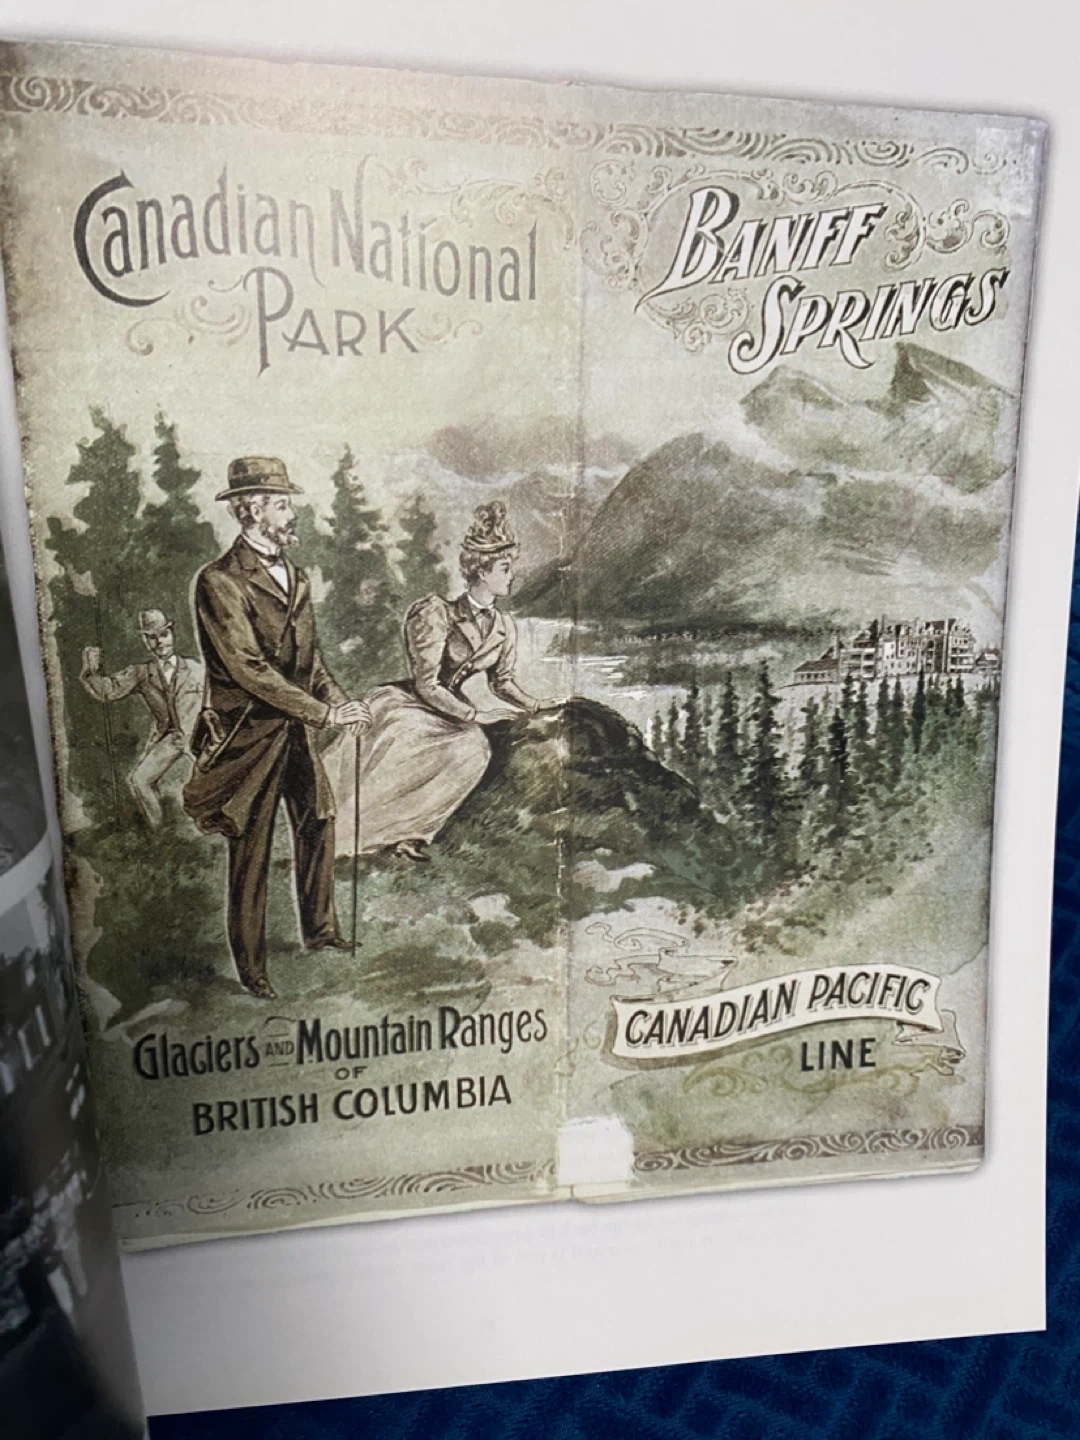 Canadian National
PARK
BANFF
SPRINGS
Glaciers AND Mountain Ranges
OF
BRITISH COLUMBIA
CANADIAN PACIFIC
LINE